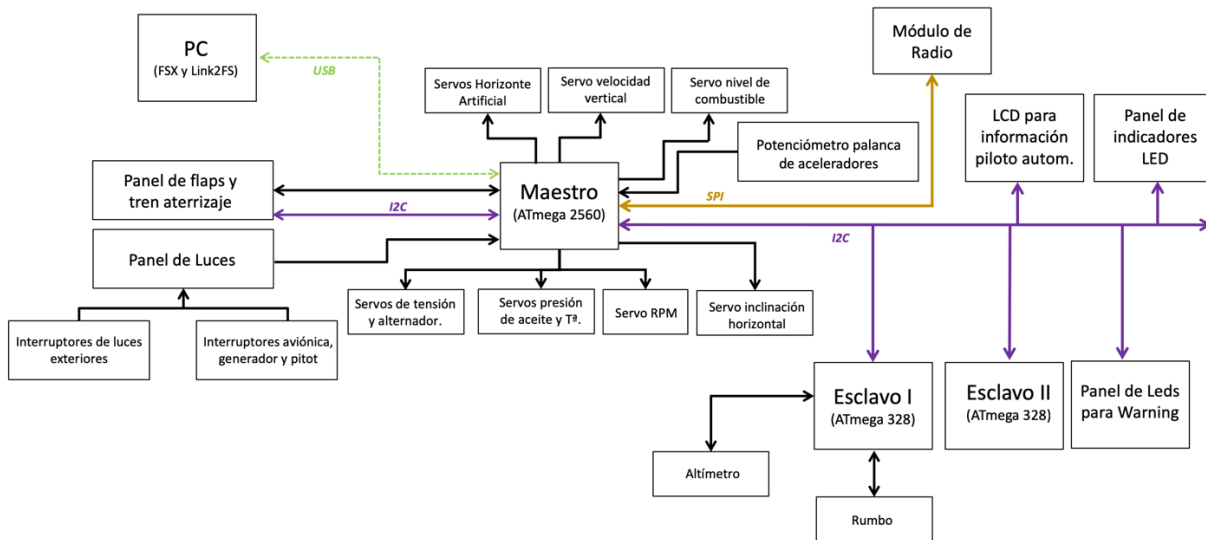 PC
(FSX y Link2FS)
USB
Módulo de
Radio
Servos Horizonte
Artificial
Servo velocidad
vertical
Servo nivel de
combustible
LCD para
información
piloto autom.
Panel de
indicadores
LED
Potenciómetro palanca
de aceleradores
Panel de flaps y
tren aterrizaje
I2C
Maestro
(ATmega 2560)
SPI
I2C
Panel de Luces
Servos de tensión
y alternador.
Servos presión
de aceite y Tª.
Servo RPM
Servo inclinación
horizontal
Interruptores de luces
exteriores
Interruptores aviónica,
generador y pitot
Esclavo I
(ATmega 328)
Esclavo II
(ATmega 328)
Panel de Leds
para Warning
Altímetro
Rumbo